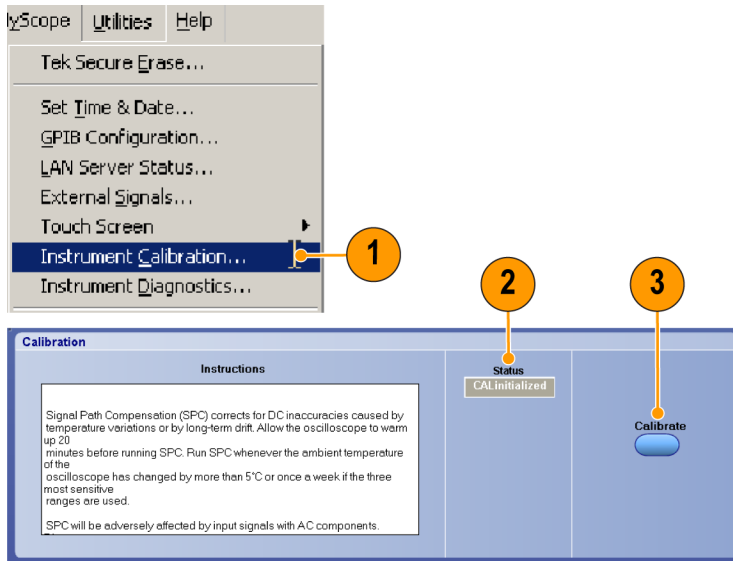 lyScope Utilities Help
Tek Secure Erase...
Set Time & Date...
GPIB Configuration...
LAN Server Status...
External Signals...
Touch Screen
Instrument Calibration...
1
Instrument Diagnostics...
2
3
Calibration
Instructions
Status
CALinitialized
Calibrate
Signal Path Compensation (SPC) corrects for DC inaccuracies caused by
temperature variations or by long-term drift. Allow the oscilloscope to warm
up 20
minutes before running SPC. Run SPC whenever the ambient temperature
of the
oscilloscope has changed by more than 5°C or once a week if the three
most sensitive
ranges are used.
SPC will be adversely affected by input signals with AC components.